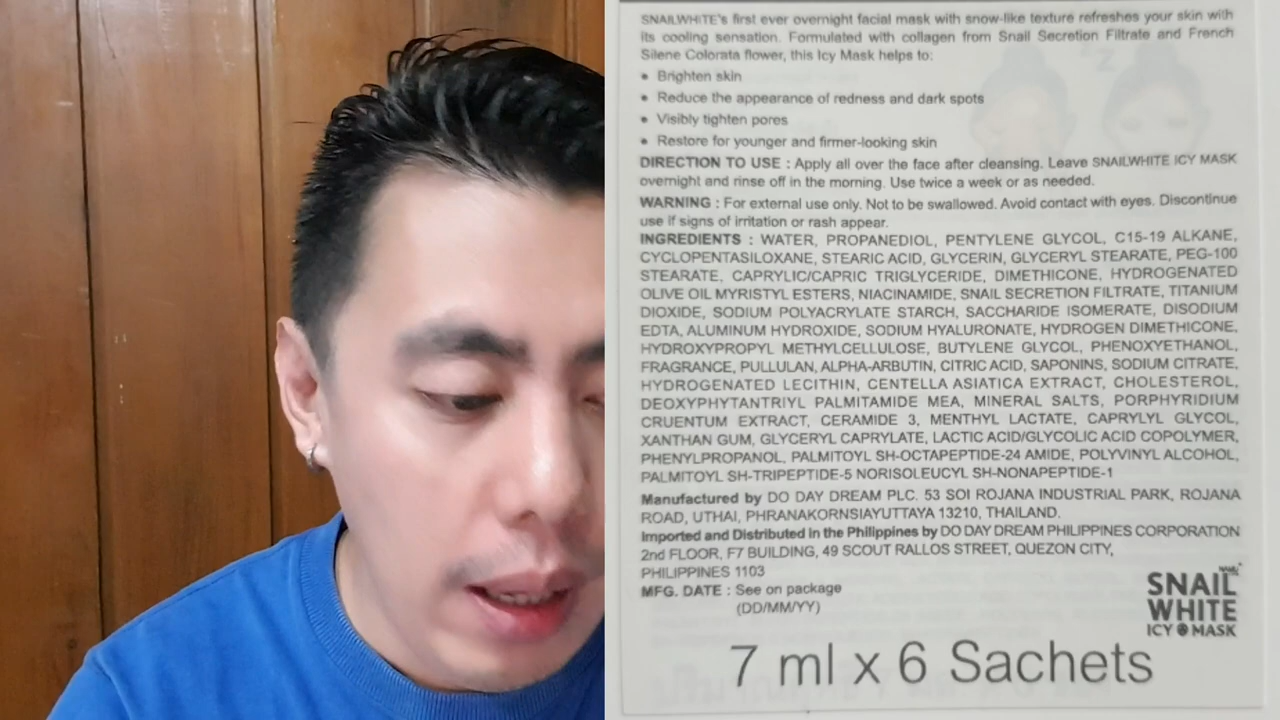 SNAILWHITE's first ever overnight facial mask with snow-like texture refreshes your skin with
its cooling sensation. Formulated with collagen from Snail Secretion Filtrate and French
Silene Colorata flower, this Icy Mask helps to:
• Brighten skin
• Reduce the appearance of redness and dark spots
• Visibly tighten pores
• Restore for younger and firmer-looking skin
DIRECTION TO USE : Apply all over the face after cleansing. Leave SNAILWHITE ICY MASK
overnight and rinse off in the morning. Use twice a week or as needed.
WARNING : For external use only. Not to be swallowed. Avoid contact with eyes. Discontinue
use if signs of irritation or rash appear.
INGREDIENTS : WATER, PROPANEDIOL, PENTYLENE GLYCOL, C15-19 ALKANE,
CYCLOPENTASILOXANE, STEARIC ACID, GLYCERIN, GLYCERYL STEARATE, PEG-100
STEARATE, CAPRYLIC/CAPRIC TRIGLYCERIDE, DIMETHICONE, HYDROGENATED
OLIVE OIL MYRISTYL ESTERS, NIACINAMIDE, SNAIL SECRETION FILTRATE, TITANIUM
DIOXIDE, SODIUM POLYACRYLATE STARCH, SACCHARIDE ISOMERATE, DISODIUM
EDTA, ALUMINUM HYDROXIDE, SODIUM HYALURONATE, HYDROGEN DIMETHICONE,
HYDROXYPROPYL METHYLCELLULOSE, BUTYLENE GLYCOL, PHENOXYETHANOL,
FRAGRANCE, PULLULAN, ALPHA-ARBUTIN, CITRIC ACID, SAPONINS, SODIUM CITRATE,
HYDROGENATED LECITHIN, CENTELLA ASIATICA EXTRACT, CHOLESTEROL,
DEOXYPHYTANTRIYL PALMITAMIDE MEA, MINERAL SALTS, PORPHYRIDIUM
CRUENTUM EXTRACT, CERAMIDE 3, MENTHYL LACTATE, CAPRYLYL GLYCOL,
XANTHAN GUM, GLYCERYL CAPRYLATE, LACTIC ACID/GLYCOLIC ACID COPOLYMER,
PHENYLPROPANOL, PALMITOYL SH-OCTAPEPTIDE-24 AMIDE, POLYVINYL ALCOHOL,
PALMITOYL SH-TRIPEPTIDE-5 NORISOLEUCYL SH-NONAPEPTIDE-1
Manufactured by DO DAY DREAM PLC. 53 SOI ROJANA INDUSTRIAL PARK, ROJANA
ROAD, UTHAI, PHRANAKORNSIAYUTTAYA 13210, THAILAND.
Imported and Distributed in the Philippines by DO DAY DREAM PHILIPPINES CORPORATION
2nd FLOOR, F7 BUILDING, 49 SCOUT RALLOS STREET, QUEZON CITY,
PHILIPPINES 1103
MFG. DATE : See on package
(DD/MM/YY)
NAMU
SNAIL
WHITE
ICY MASK
7 ml x 6 Sachets